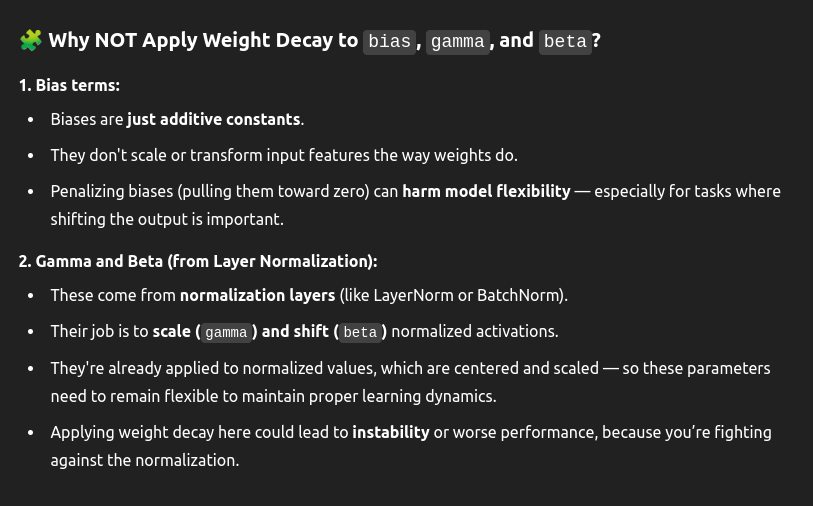 🧩 Why NOT Apply Weight Decay to bias, gamma, and beta?
1. Bias terms:
• Biases are just additive constants.
• They don't scale or transform input features the way weights do.
• Penalizing biases (pulling them toward zero) can harm model flexibility — especially for tasks where
shifting the output is important.
2. Gamma and Beta (from Layer Normalization):
• These come from normalization layers (like LayerNorm or BatchNorm).
• Their job is to scale (gamma) and shift (beta) normalized activations.
• They're already applied to normalized values, which are centered and scaled — so these parameters
need to remain flexible to maintain proper learning dynamics.
• Applying weight decay here could lead to instability or worse performance, because you’re fighting
against the normalization.